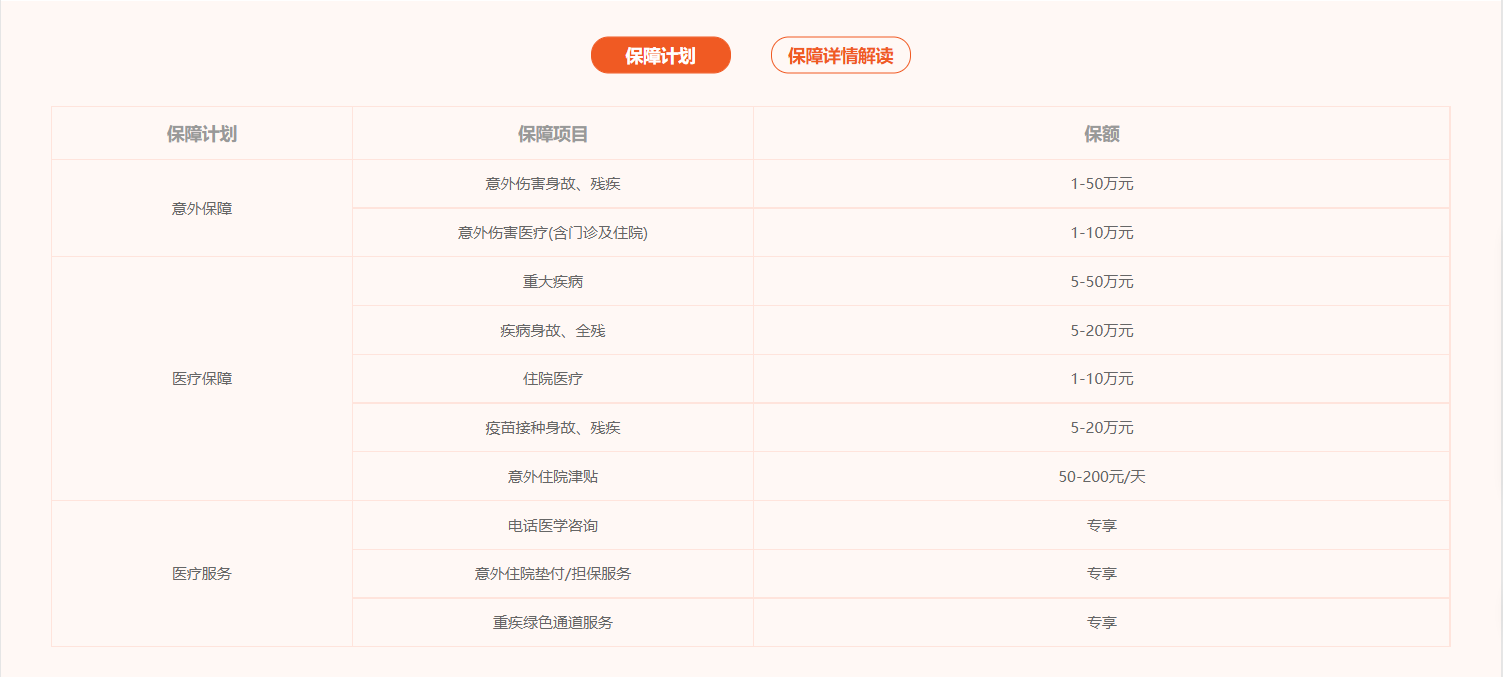 保障计划 保障详情解读
保障计划 保障项目 保额
意外保障
意外伤害身故、残疾 1-50万元
意外伤害医疗(含门诊及住院) 1-10万元
医疗保障
重大疾病 5-50万元
疾病身故、全残 5-20万元
住院医疗 1-10万元
疫苗接种身故、残疾 5-20万元
意外住院津贴 50-200元/天
医疗服务
电话医学咨询 专享
意外住院垫付/担保服务 专享
重疾绿色通道服务 专享